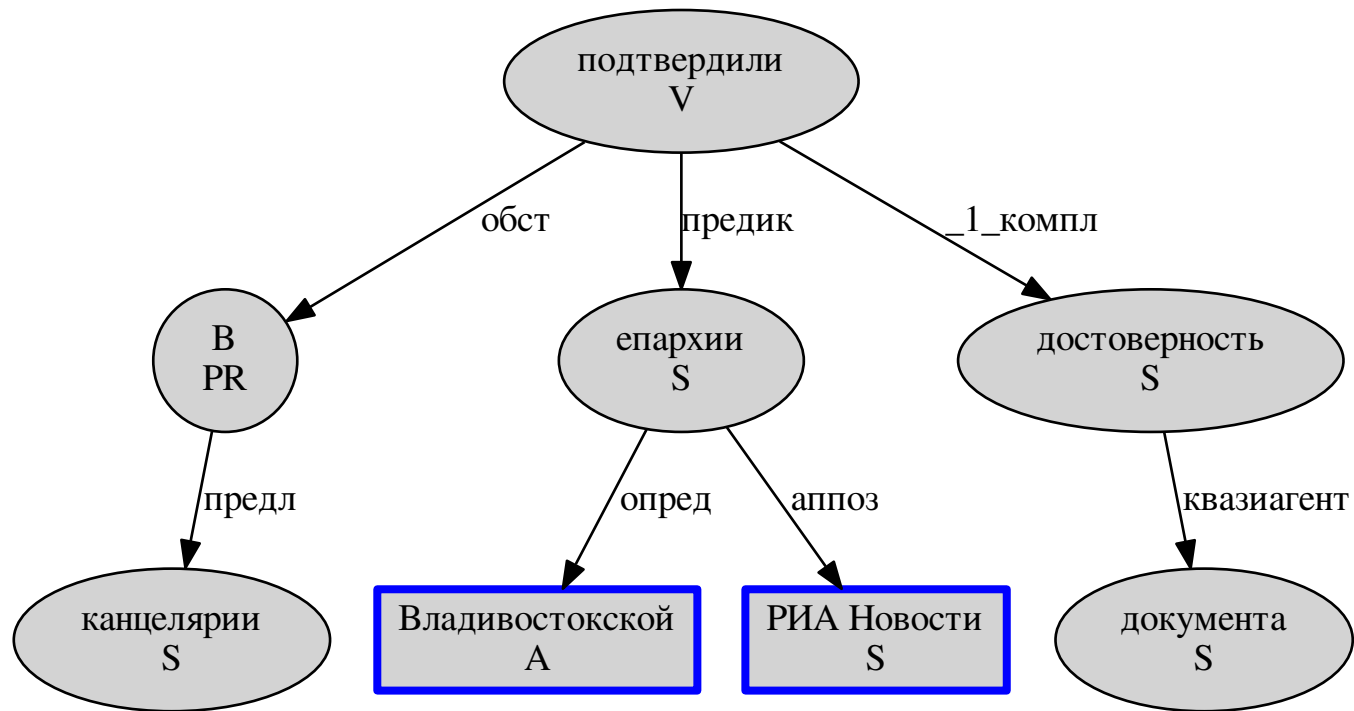 подтвердили
V
обст
предик
_1_компл
В
PR
епархии
S
достоверность
S
предл
опред
аппоз
квазиагент
канцелярии
S
Владивостокской
A
РИА Новости
S
документа
S